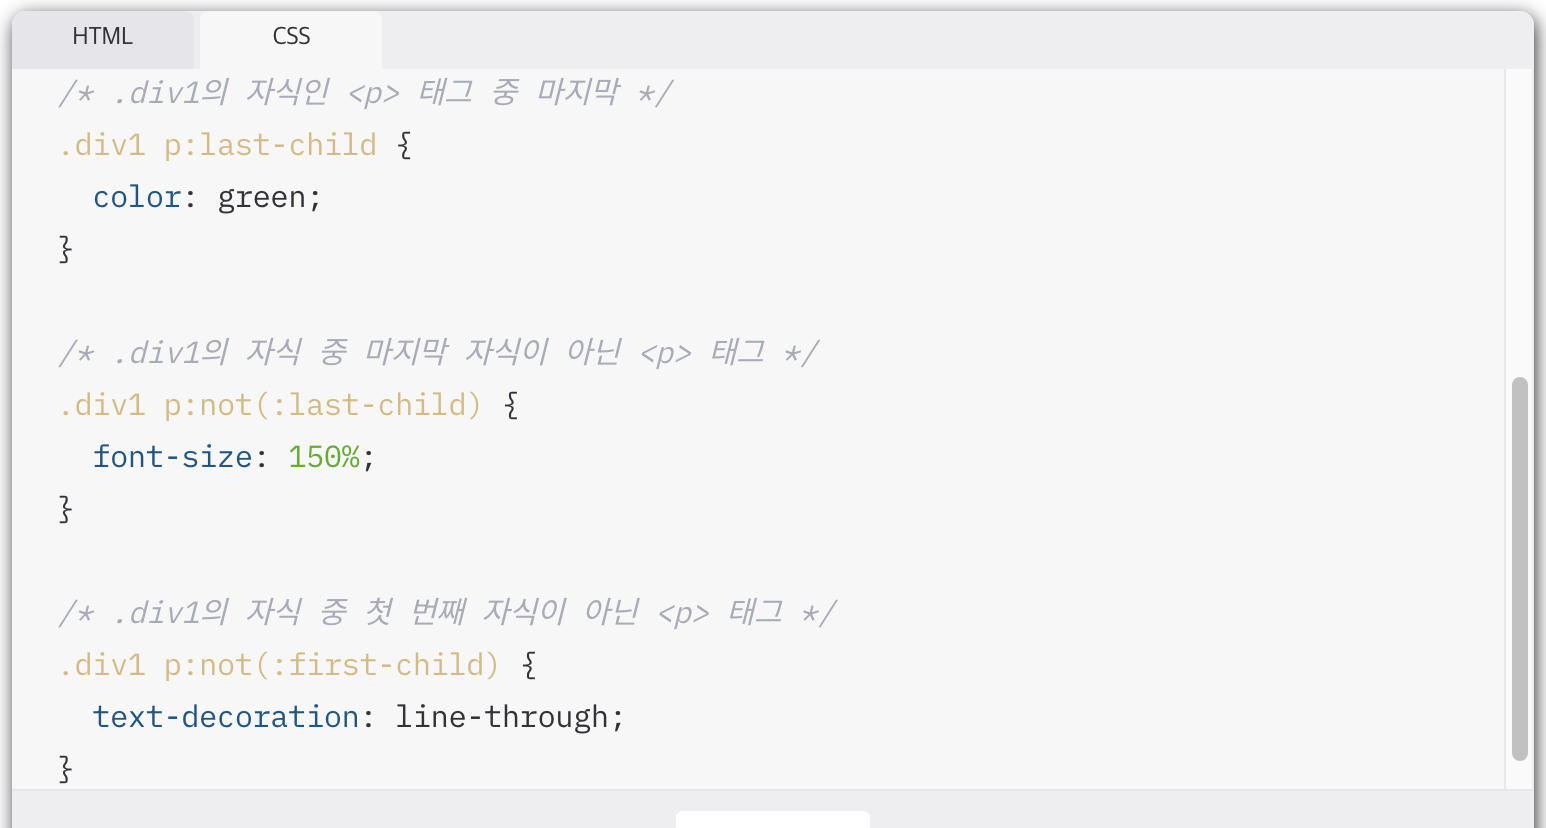 HTML CSS
/* .div1의 자식인 <p> 태그 중 마지막 */
.div1 p:last-child {
  color: green;
}
/* .div1의 자식 중 마지막 자식이 아닌 <p> 태그 */
.div1 p:not(:last-child) {
  font-size: 150%;
}
/* .div1의 자식 중 첫 번째 자식이 아닌 <p> 태그 */
.div1 p:not(:first-child) {
  text-decoration: line-through;
}